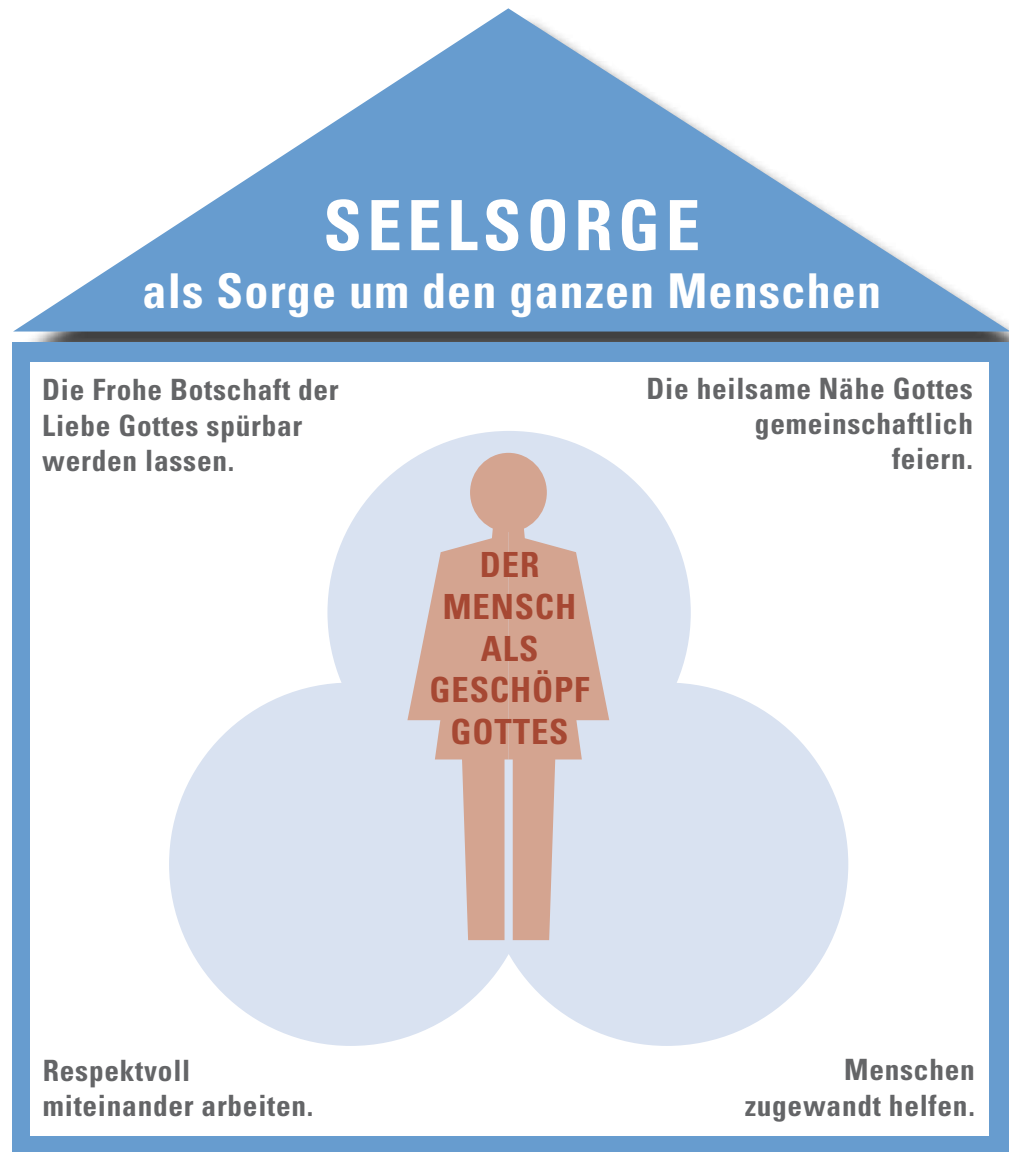 SEELSORGE
als Sorge um den ganzen Menschen
Die Frohe Botschaft der
Liebe Gottes spürbar
werden lassen.
Die heilsame Nähe Gottes
gemeinschaftlich
feiern.
DER
MENSCH
ALS
GESCHÖPF
GOTTES
Respektvoll
miteinander arbeiten.
Menschen
zugewandt helfen.